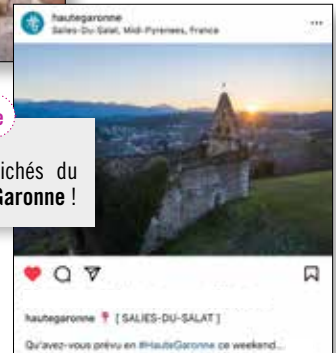 hautegaronne
Salies-Du-Salat, Midi-Pyrenees, France
e
ichés du
Garonne !
hautegaronne 📍 [ SALIES-DU-SALAT ]
Qu'avez-vous prévu en #HauteGaronne ce weekend...